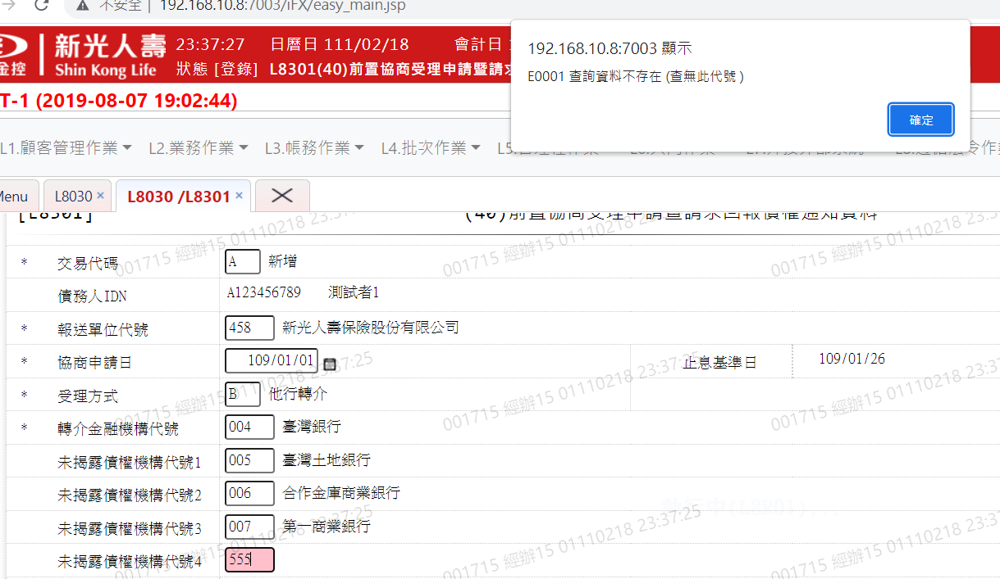 不安全 | 192.168.10.8:7003/iFX/easy_main.jsp
192.168.10.8:7003 顯示
E0001 查詢資料不存在 (查無此代號 )
確定
金控
新光人壽
Shin Kong Life
23:37:27 日曆日 111/02/18 會計日
狀態 [登錄] L8301(40)前置協商受理申請暨請求
T-1 (2019-08-07 19:02:44)
L1.顧客管理作業 L2.業務作業 L3.帳務作業 L4.批次作業
Menu L8030 × L8030 /L8301 ×
[L8301] (40)前置協商受理申請暨請求回報債權通知資料
* 交易代碼 A 新增
債務人IDN A123456789 測試者1
* 報送單位代號 458 新光人壽保險股份有限公司
* 協商申請日 109/01/01 止息基準日 109/01/26
* 受理方式 B 他行轉介
* 轉介金融機構代號 004 臺灣銀行
未揭露債權機構代號1 005 臺灣土地銀行
未揭露債權機構代號2 006 合作金庫商業銀行
未揭露債權機構代號3 007 第一商業銀行
未揭露債權機構代號4 555
001715 經辦15 01110218 23:37:25